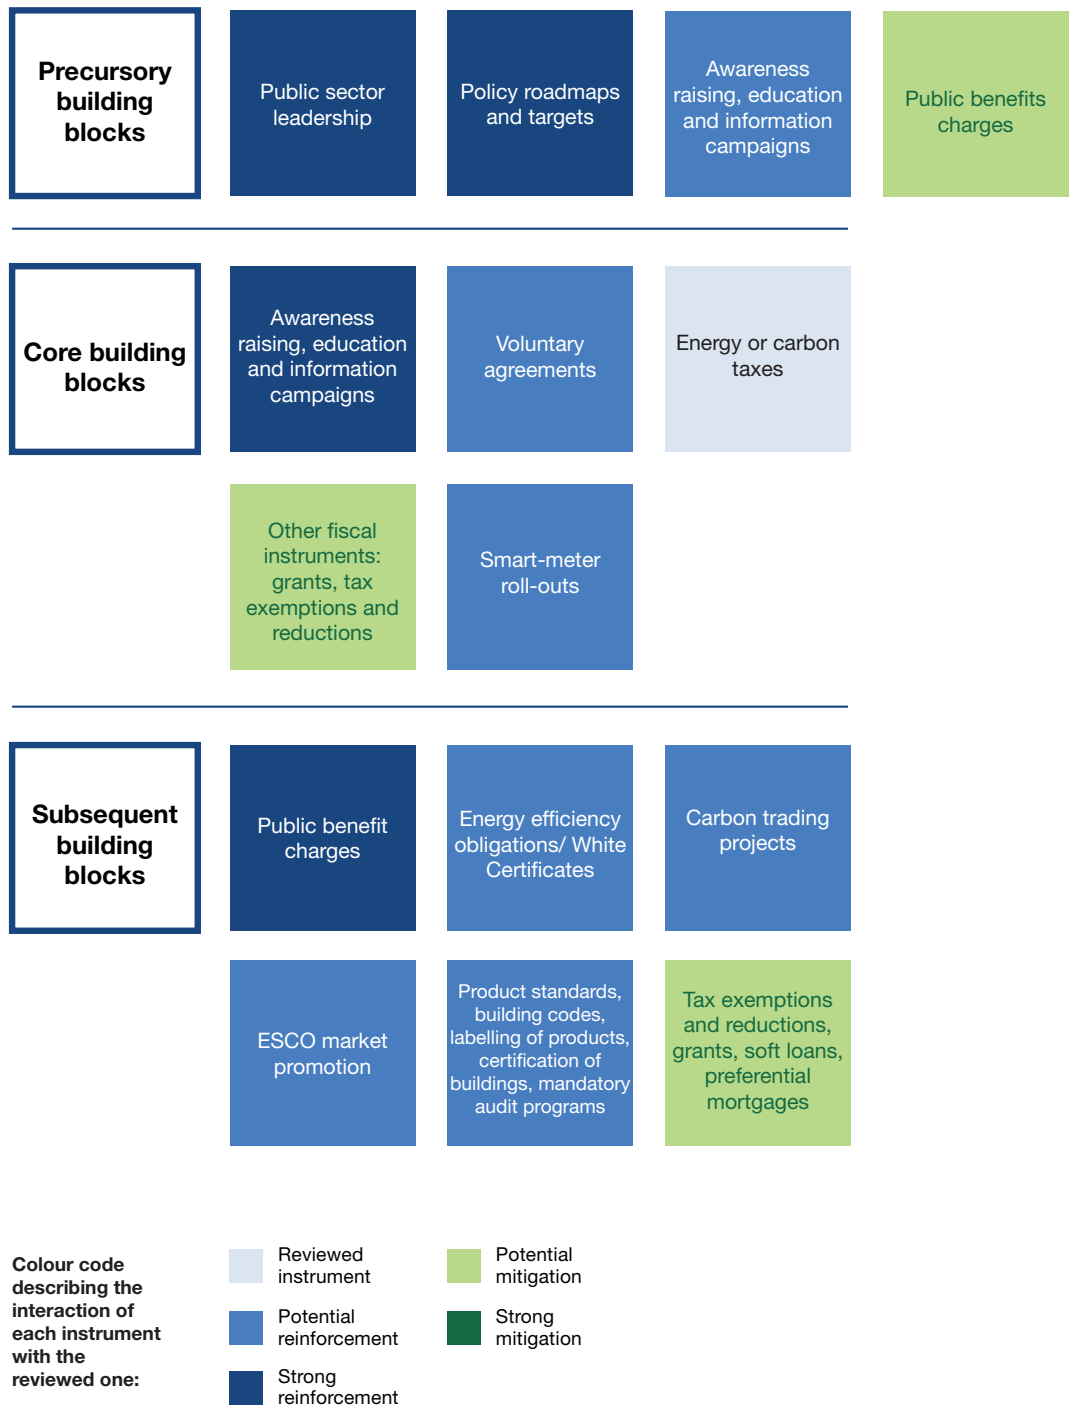 Precursory
building
blocks
Public sector
leadership
Policy roadmaps
and targets
Awareness
raising, education
and information
campaigns
Public benefits
charges
Core building
blocks
Awareness
raising, education
and information
campaigns
Voluntary
agreements
Energy or carbon
taxes
Other fiscal
instruments:
grants, tax
exemptions and
reductions
Smart-meter
roll-outs
Subsequent
building
blocks
Public benefit
charges
Energy efficiency
obligations/ White
Certificates
Carbon trading
projects
ESCO market
promotion
Product standards,
building codes,
labelling of products,
certification of
buildings, mandatory
audit programs
Tax exemptions
and reductions,
grants, soft loans,
preferential
mortgages
Colour code
describing the
interaction of
each instrument
with the
reviewed one:
Reviewed
instrument
Potential
reinforcement
Strong
reinforcement
Potential
mitigation
Strong
mitigation